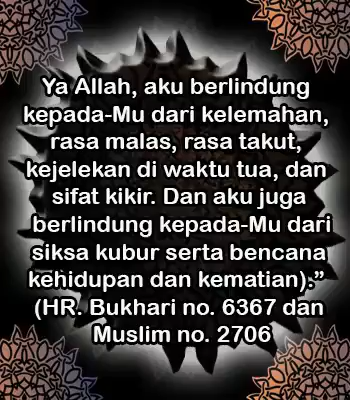 Ya Allah, aku berlindung
kepada-Mu dari kelemahan,
rasa malas, rasa takut,
kejelekan di waktu tua, dan
sifat kikir. Dan aku juga
berlindung kepada-Mu dari
siksa kubur serta bencana
kehidupan dan kematian).”
(HR. Bukhari no. 6367 dan
Muslim no. 2706